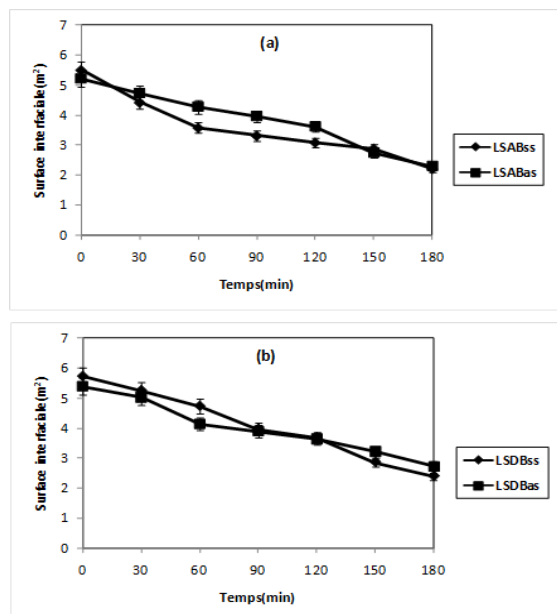 (a)
Surface interfaciale(m²)
7
6
5
4
3
2
1
0
0 30 60 90 120 150 180
Temps(min)
LSABss
LSABas
(b)
Surface interfaciale(m²)
7
6
5
4
3
2
1
0
0 30 60 90 120 150 180
Temps(min)
LSDBss
LSDBas